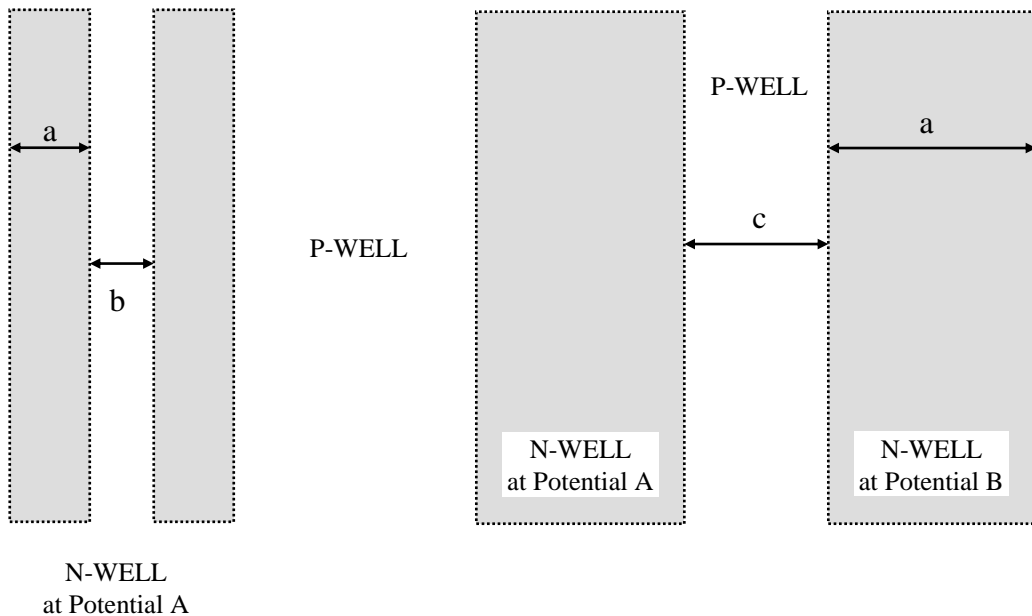 P-WELL
a
a
c
P-WELL
b
N-WELL
at Potential A
N-WELL
at Potential B
N-WELL
at Potential A